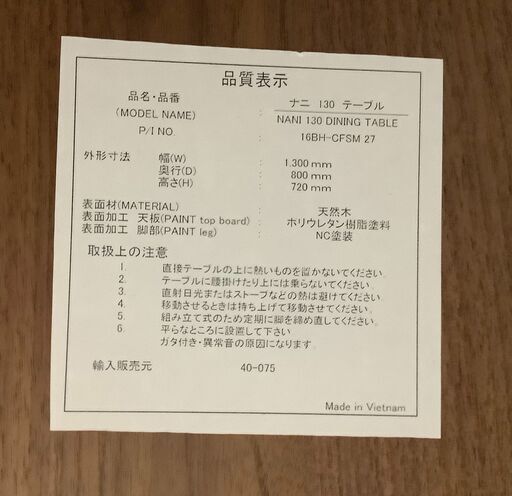 品質表示
品名・品番 ナニ 130 テーブル
(MODEL NAME) : NANI 130 DINING TABLE
P/I NO. 16BH-CFSM 27
外形寸法 幅(W) : 1,300 mm
奥行(D) : 800 mm
高さ(H) : 720 mm
表面材(MATERIAL) : 天然木
表面加工 天板(PAINT top board) : ポリウレタン樹脂塗料
表面加工 脚部(PAINT leg) : NC塗装
取扱上の注意
1. 直接テーブルの上に熱いものを置かないてください.
2. テーブルに腰掛けたり上には乗らないてください.
3. 直射日光またはストーブなどの熱は避けてください.
4. 移動させるときは持ち上げて移動させてください.
5. 組み立て式のため定期に脚を締め直してください.
6. 平らなところに設置して下さい
ガタ付き・異常音の原因になります.
輸入販売元 40-075
Made in Vietnam